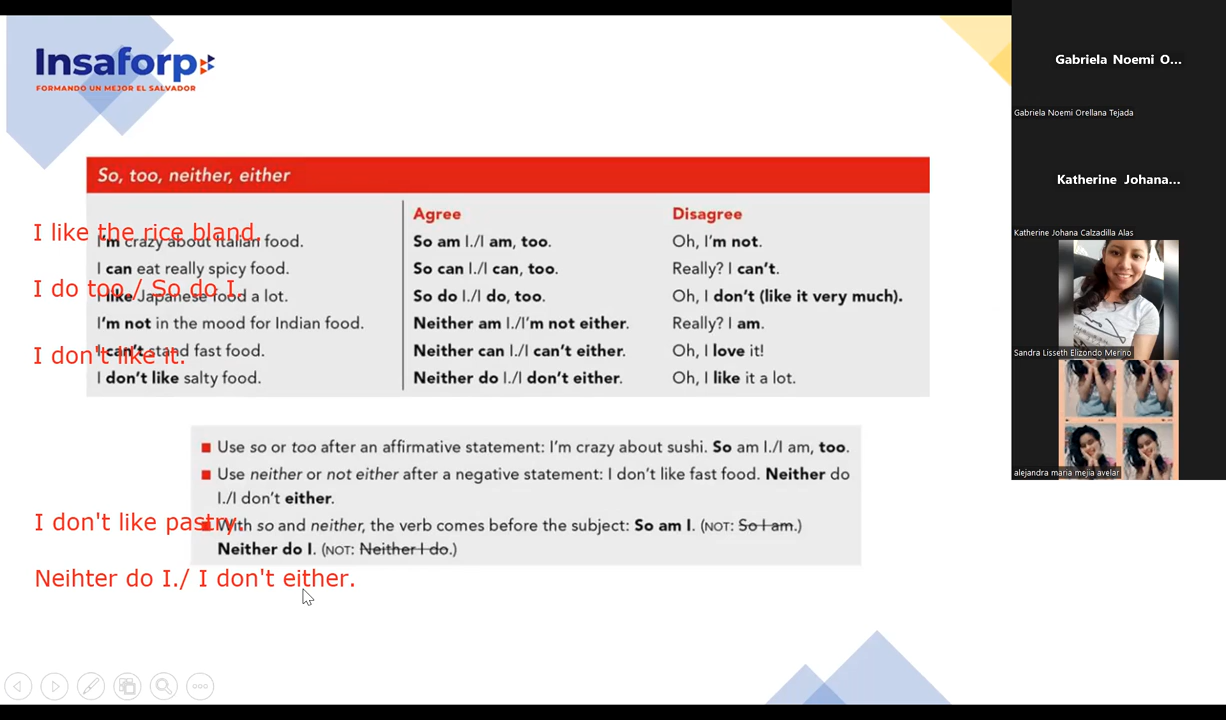 Insaforp
FORMANDO UN MEJOR EL SALVADOR
So, too, neither, either
Agree Disagree
I like the rice bland.
I'm crazy about Italian food. So am I./I am, too. Oh, I'm not.
I can eat really spicy food. So can I./I can, too. Really? I can't.
I do too./ So do I.
I like Japanese food a lot. So do I./I do, too. Oh, I don't (like it very much).
I'm not in the mood for Indian food. Neither am I./I'm not either. Really? I am.
I can't stand fast food. Neither can I./I can't either. Oh, I love it!
I don't like it.
I don't like salty food. Neither do I./I don't either. Oh, I like it a lot.
Use so or too after an affirmative statement: I'm crazy about sushi. So am I./I am, too.
Use neither or not either after a negative statement: I don't like fast food. Neither do
I./I don't either.
I don't like pastry.
With so and neither, the verb comes before the subject: So am I. (NOT: So I am.)
Neither do I. (NOT: Neither I do.)
Neihter do I./ I don't either.
Gabriela Noemi O...
Gabriela Noemi Orellana Tejada
Katherine Johana...
Katherine Johana Calzadilla Alas
Sandra Lisseth Elizondo Merino
alejandra maria mejia avelar